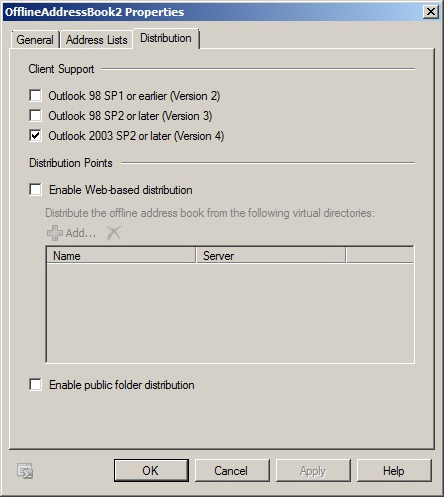 OfflineAddressBook2 Properties
General Address Lists Distribution
Client Support
Outlook 98 SP1 or earlier (Version 2)
Outlook 98 SP2 or later (Version 3)
Outlook 2003 SP2 or later (Version 4)
Distribution Points
Enable Web-based distribution
Distribute the offline address book from the following virtual directories:
Add...
Name Server
Enable public folder distribution
OK Cancel Apply Help